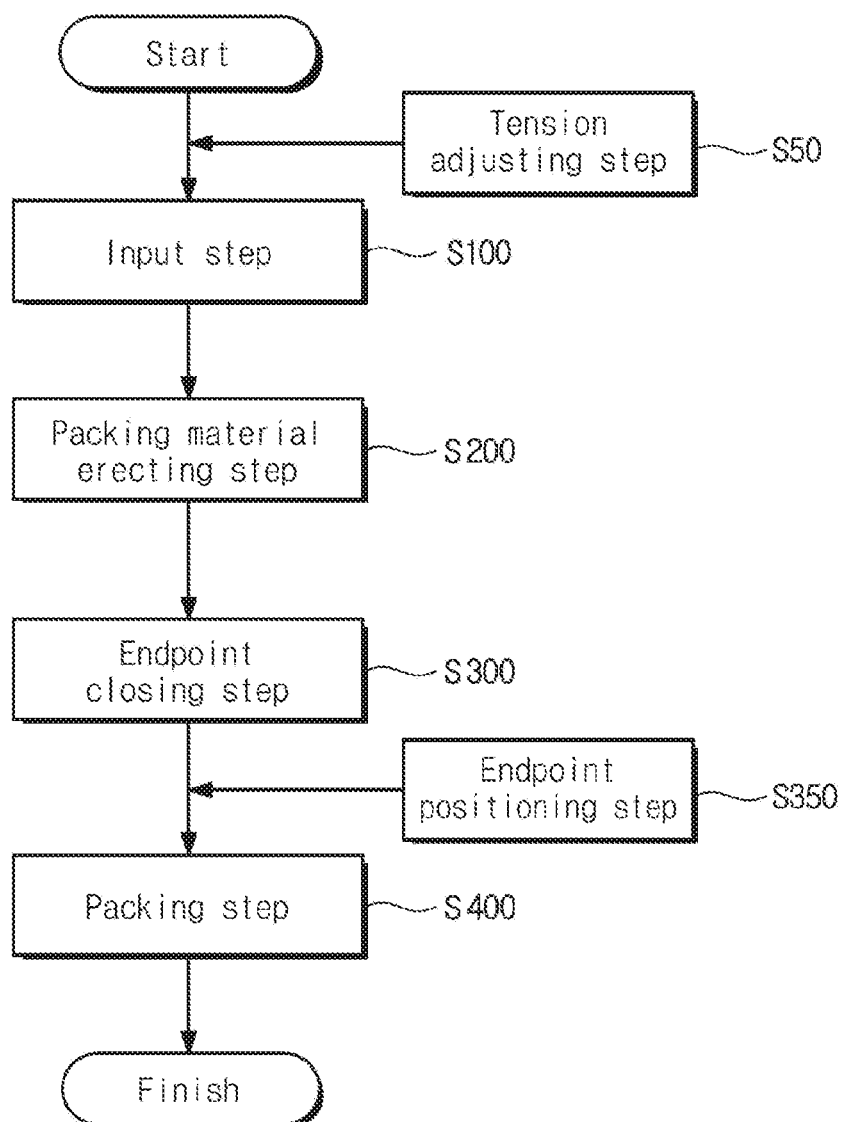 Start
Tension
adjusting step
S50
Input step
S100
Packing material
erecting step
S200
Endpoint
closing step
S300
Endpoint
positioning step
S350
Packing step
S400
Finish